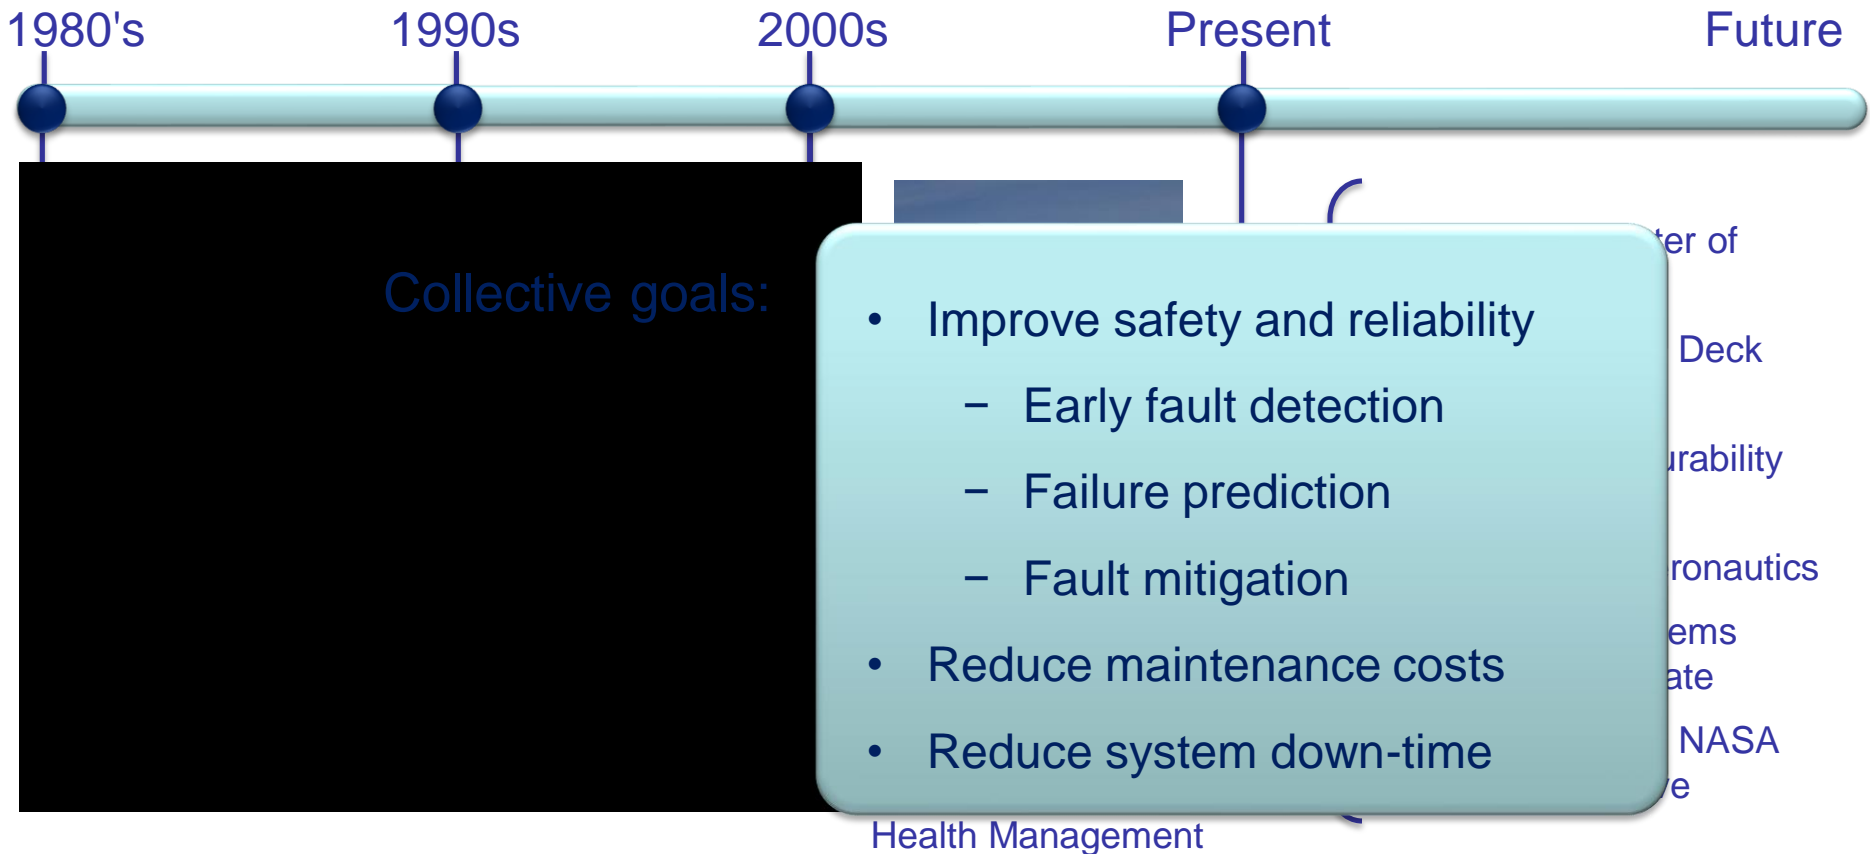 1980's 1990s 2000s Present Future
Collective goals:
• Improve safety and reliability
− Early fault detection
− Failure prediction
− Fault mitigation
• Reduce maintenance costs
• Reduce system down-time
of
Deck
NASA
Health Management